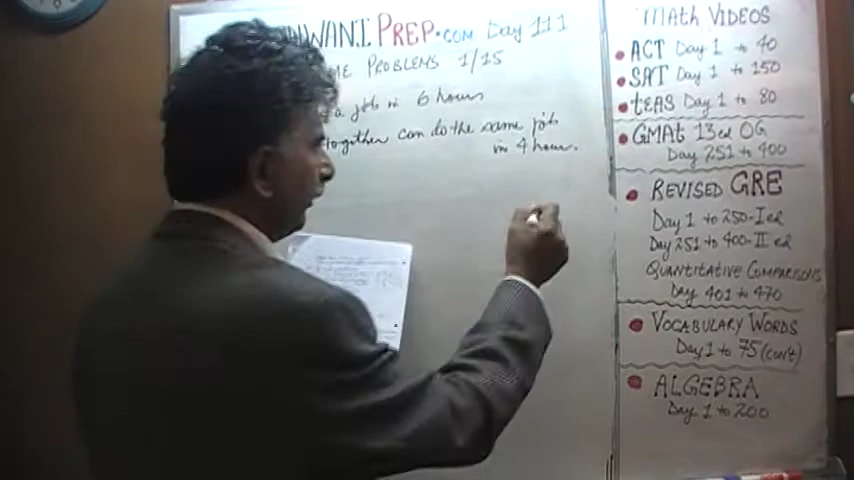 PREP.COM Day 111
PROBLEMS 1/15
a job in 6 hours
together can do the same job
in 4 hours.
MATH VIDEOS
ACT Day 1 to 40
SAT Day 1 to 150
tEAS Day 1 to 80
GMAt 13ed OG
Day 251 to 400
REVISED GRE
Day 1 to 250-I ed
Day 251 to 400-II ed
QUANTITATIVE COMPARISONS
Day 401 to 470
VOCABULARY WORDS
Day 1 to 75 (con't)
ALGEBRA
Day 1 to 200